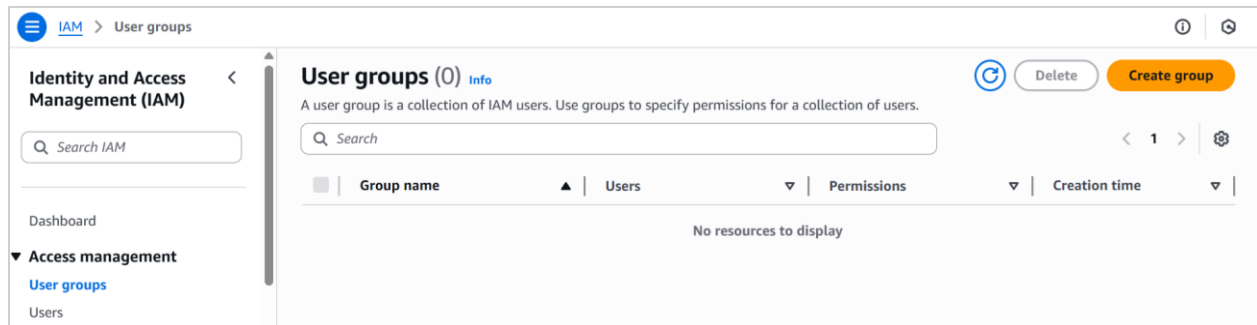 IAM > User groups
Identity and Access
Management (IAM)
Search IAM
Dashboard
Access management
User groups
Users
User groups (0) Info
Delete
Create group
A user group is a collection of IAM users. Use groups to specify permissions for a collection of users.
Search
1
Group name Users Permissions Creation time
No resources to display